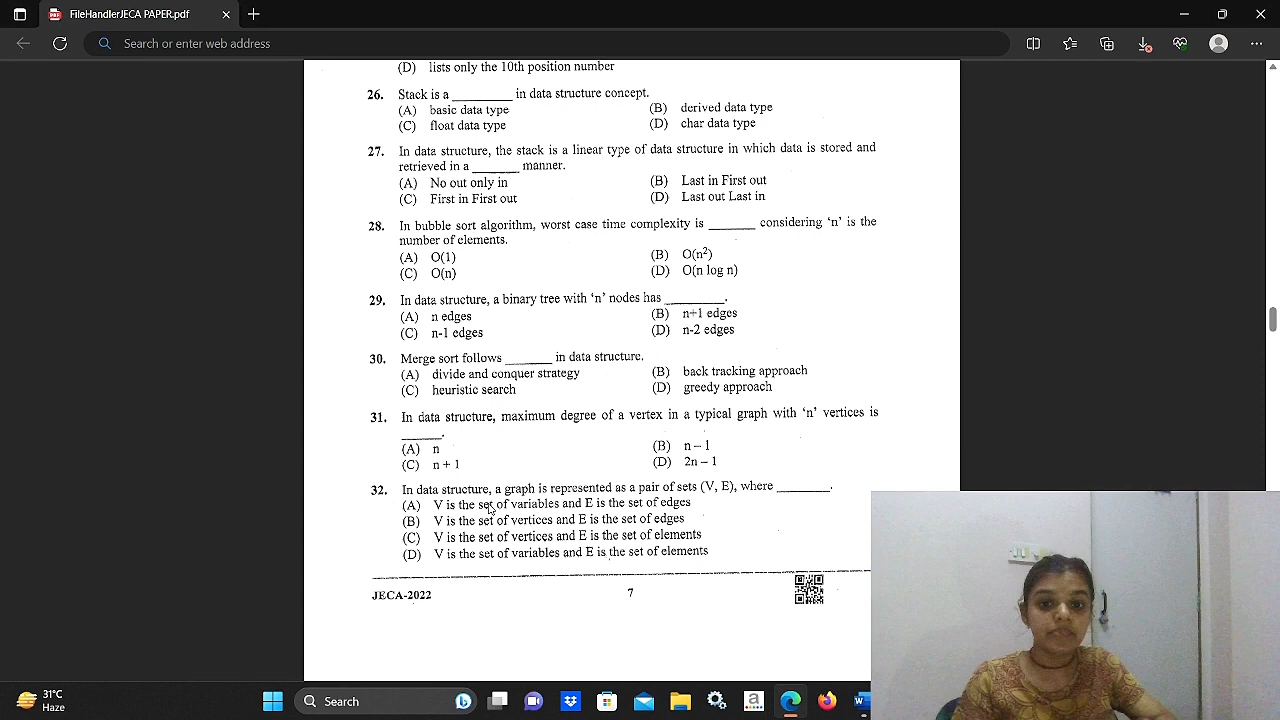 FileHandlerJECA PAPER.pdf
Search or enter web address
(D) lists only the 10th position number
26. Stack is a ________ in data structure concept.
(A) basic data type (B) derived data type
(C) float data type (D) char data type
27. In data structure, the stack is a linear type of data structure in which data is stored and
retrieved in a ______ manner.
(A) No out only in (B) Last in First out
(C) First in First out (D) Last out Last in
28. In bubble sort algorithm, worst case time complexity is ______ considering 'n' is the
number of elements.
(A) O(1) (B) O(n²)
(C) O(n) (D) O(n log n)
29. In data structure, a binary tree with 'n' nodes has ________.
(A) n edges (B) n+1 edges
(C) n-1 edges (D) n-2 edges
30. Merge sort follows ______ in data structure.
(A) divide and conquer strategy (B) back tracking approach
(C) heuristic search (D) greedy approach
31. In data structure, maximum degree of a vertex in a typical graph with 'n' vertices is
______.
(A) n (B) n – 1
(C) n + 1 (D) 2n – 1
32. In data structure, a graph is represented as a pair of sets (V, E), where ________.
(A) V is the set of variables and E is the set of edges
(B) V is the set of vertices and E is the set of edges
(C) V is the set of vertices and E is the set of elements
(D) V is the set of variables and E is the set of elements
JECA-2022 7
31°C
Haze
Search